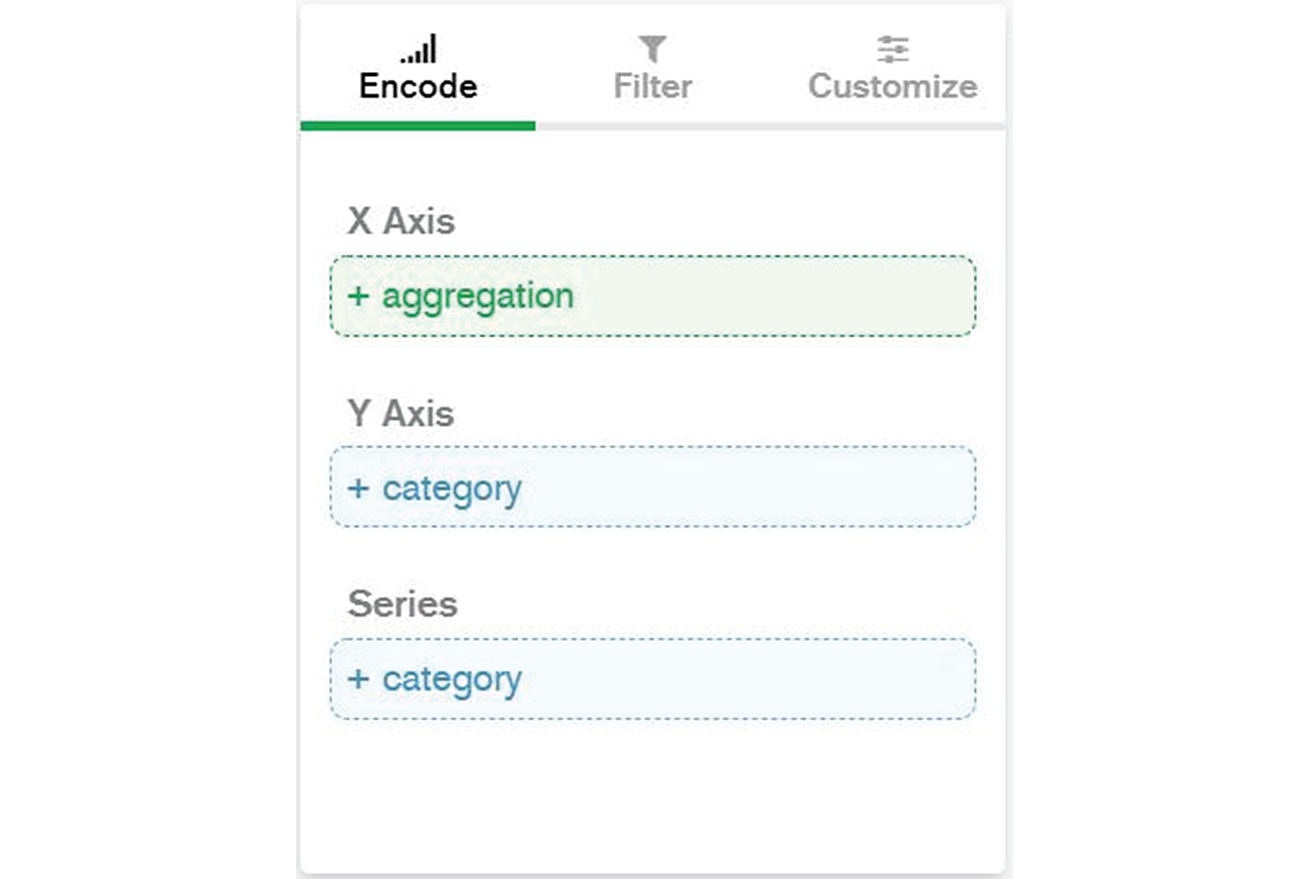 Encode
Filter
Customize
X Axis
+ aggregation
Y Axis
+ category
Series
+ category